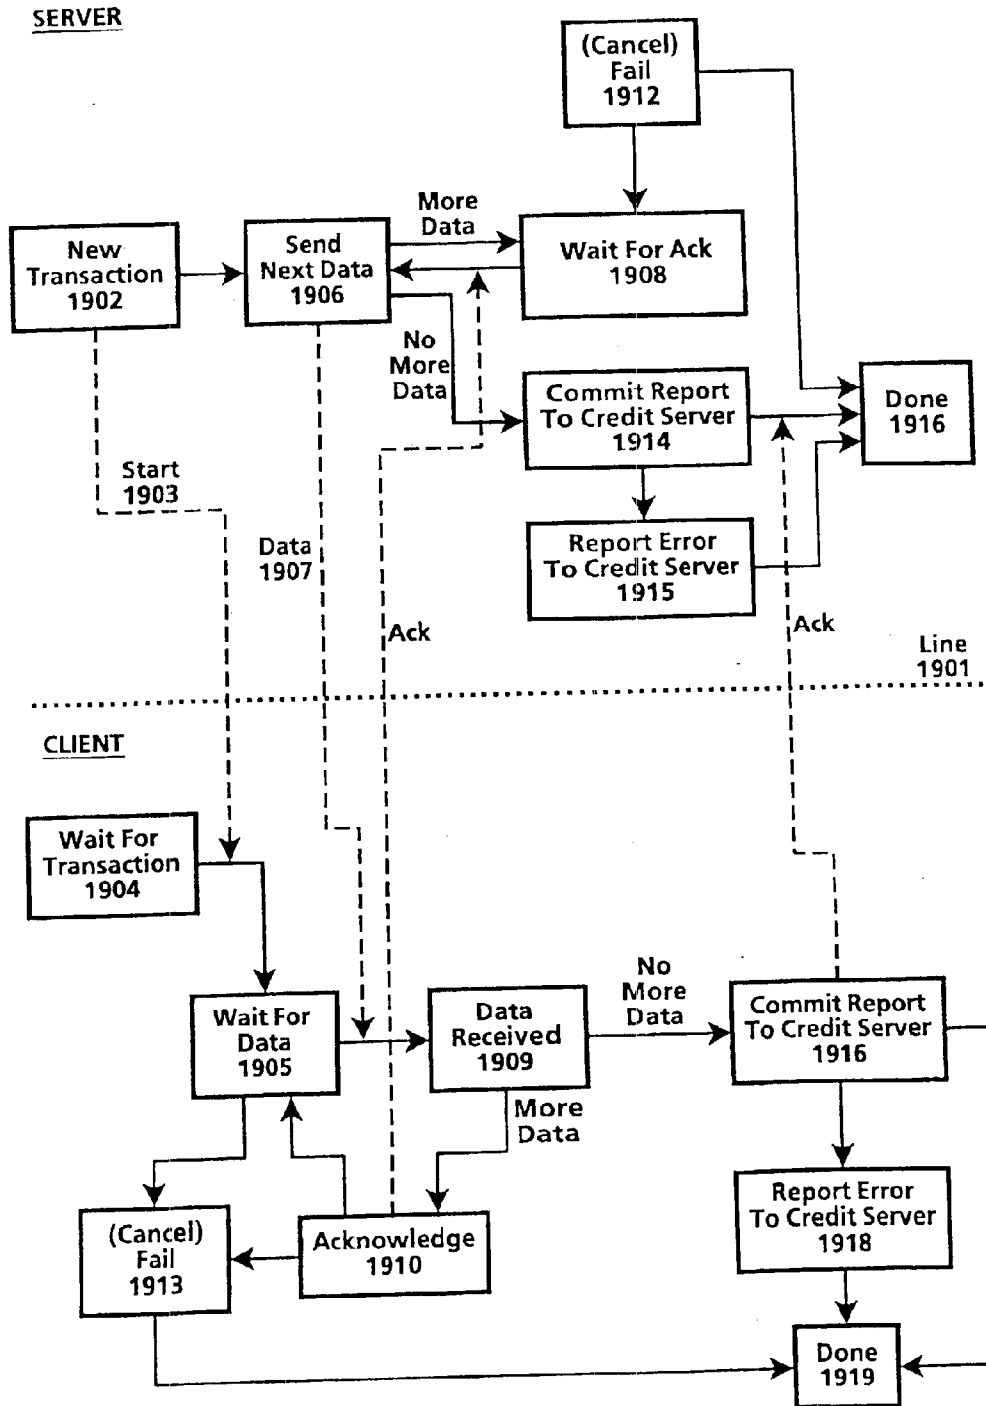 SERVER
(Cancel)
Fail
1912
More
Data
New
Transaction
1902
Send
Next Data
1906
Wait For Ack
1908
No
More
Data
Commit Report
To Credit Server
1914
Done
1916
Start
1903
Data
1907
Report Error
To Credit Server
1915
Ack
Ack
Line
1901
CLIENT
Wait For
Transaction
1904
Wait For
Data
1905
Data
Received
1909
No
More
Data
Commit Report
To Credit Server
1916
More
Data
(Cancel)
Fail
1913
Acknowledge
1910
Report Error
To Credit Server
1918
Done
1919